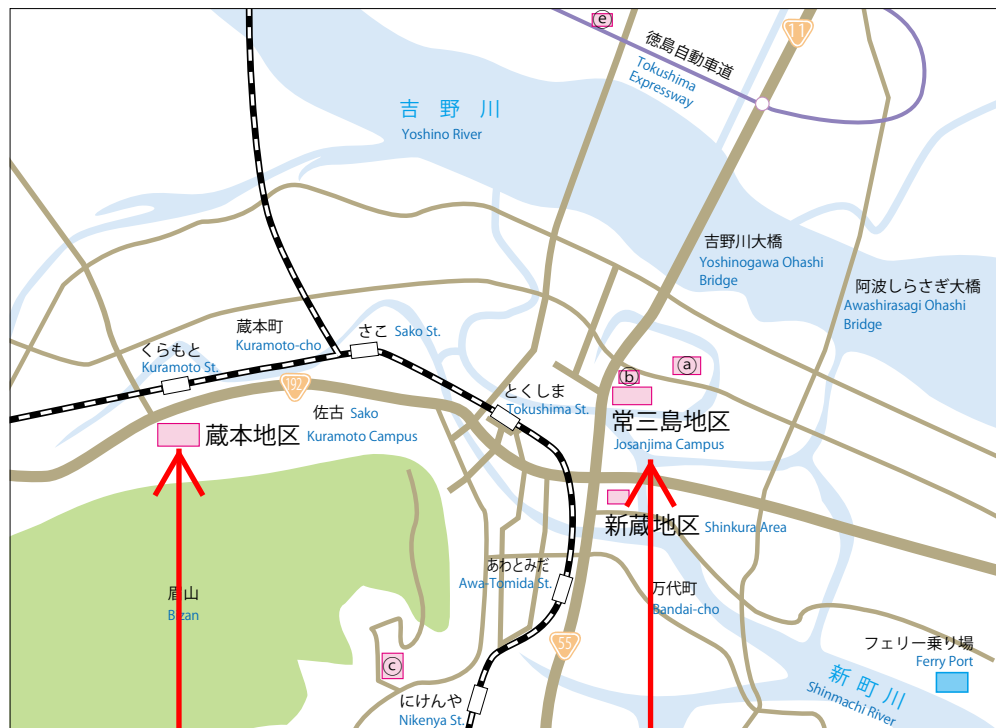 ⓔ
11
徳島自動車道
Tokushima
Expressway
吉野川
Yoshino River
吉野川大橋
Yoshinogawa Ohashi
Bridge
阿波しらさぎ大橋
Awashirasagi Ohashi
Bridge
蔵本町
Kuramoto-cho
さこ Sako St.
くらもと
Kuramoto St.
ⓐ
ⓑ
192
とくしま
Tokushima St.
佐古 Sako
蔵本地区 Kuramoto Campus
常三島地区
Josanjima Campus
新蔵地区 Shinkura Area
あわとみだ
Awa-Tomida St.
眉山
Bizan
万代町
Bandai-cho
55
ⓒ
フェリー乗り場
Ferry Port
新町川
Shinmachi River
にけんや
Nikenya St.